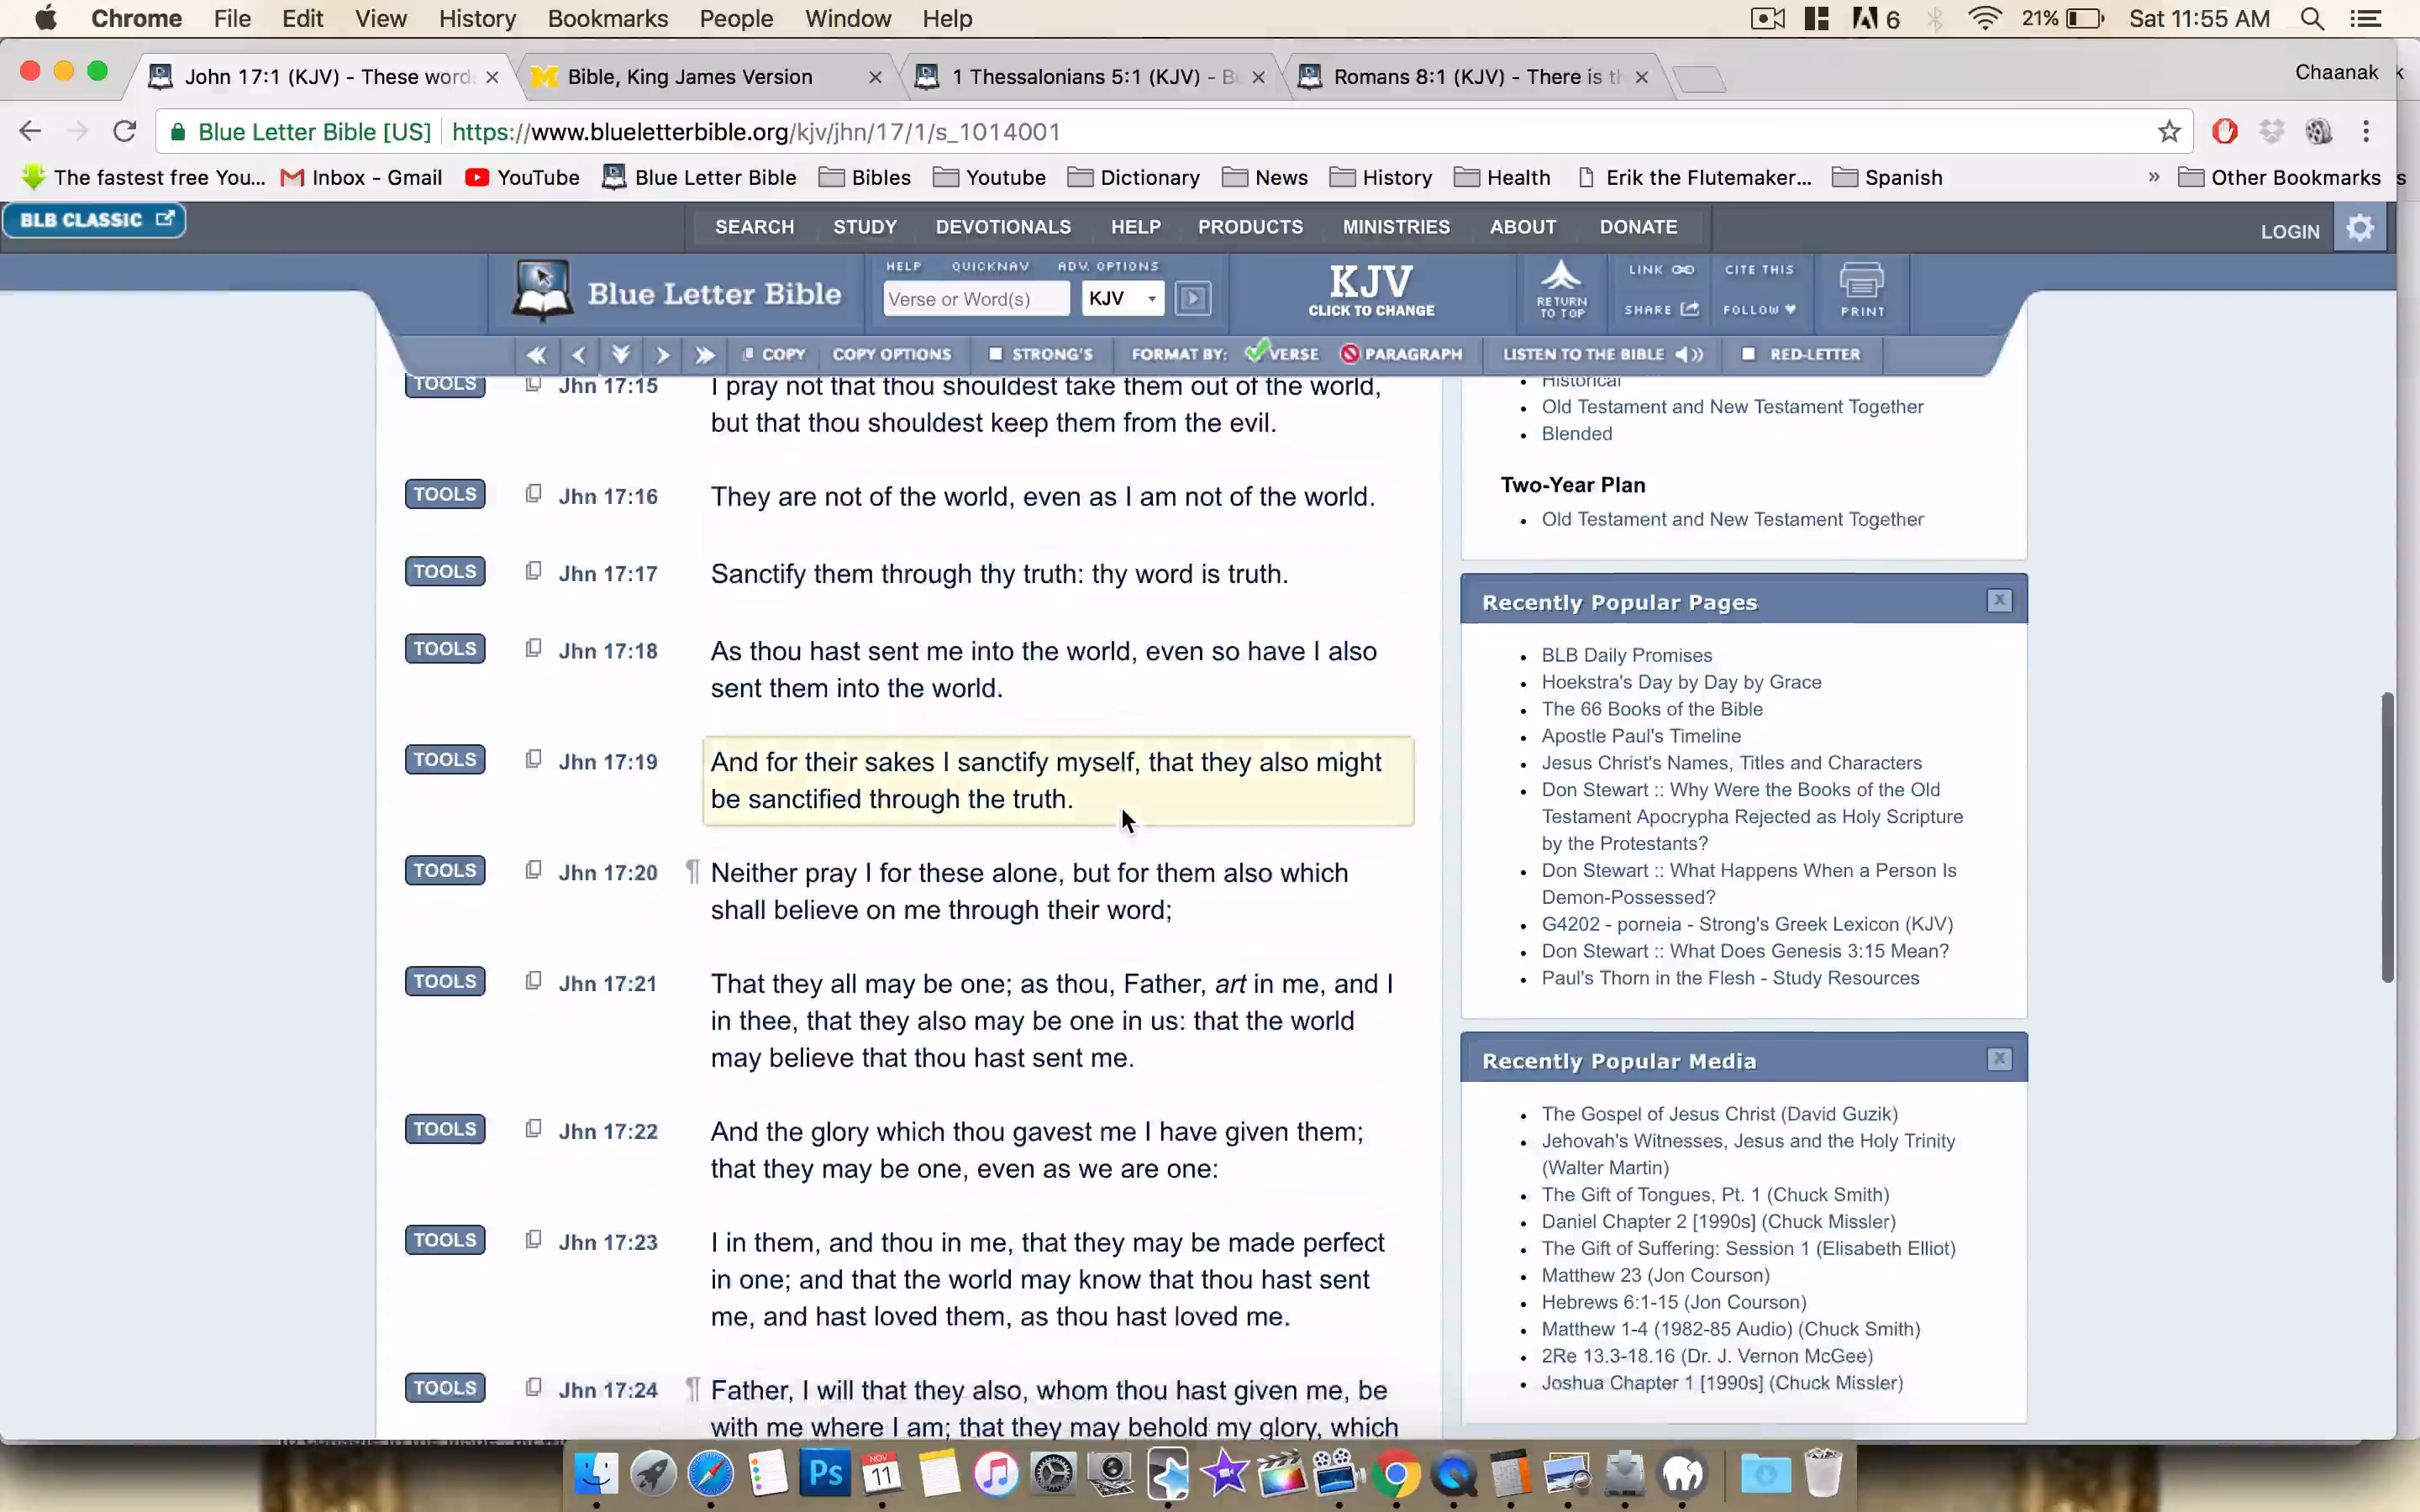 Chrome File Edit View History Bookmarks People Window Help 6 21% Sat 11:55 AM
John 17:1 (KJV) - These word Bible, King James Version 1 Thessalonians 5:1 (KJV) - B Romans 8:1 (KJV) - There is th Chaanak
Blue Letter Bible [US] https://www.blueletterbible.org/kjv/jhn/17/1/s_1014001
The fastest free You... Inbox - Gmail YouTube Blue Letter Bible Bibles Youtube Dictionary News History Health Erik the Flutemaker... Spanish » Other Bookmarks
BLB CLASSIC SEARCH STUDY DEVOTIONALS HELP PRODUCTS MINISTRIES ABOUT DONATE LOGIN
HELP QUICKNAV ADV. OPTIONS
Blue Letter Bible Verse or Word(s) KJV
KJV
CLICK TO CHANGE
RETURN
TO TOP
LINK CITE THIS
SHARE FOLLOW
PRINT
COPY COPY OPTIONS STRONG'S FORMAT BY: VERSE PARAGRAPH LISTEN TO THE BIBLE RED-LETTER
TOOLS Jhn 17:15 I pray not that thou shouldest take them out of the world,
but that thou shouldest keep them from the evil.
TOOLS Jhn 17:16 They are not of the world, even as I am not of the world.
TOOLS Jhn 17:17 Sanctify them through thy truth: thy word is truth.
TOOLS Jhn 17:18 As thou hast sent me into the world, even so have I also
sent them into the world.
TOOLS Jhn 17:19 And for their sakes I sanctify myself, that they also might
be sanctified through the truth.
TOOLS Jhn 17:20 ¶ Neither pray I for these alone, but for them also which
shall believe on me through their word;
TOOLS Jhn 17:21 That they all may be one; as thou, Father, art in me, and I
in thee, that they also may be one in us: that the world
may believe that thou hast sent me.
TOOLS Jhn 17:22 And the glory which thou gavest me I have given them;
that they may be one, even as we are one:
TOOLS Jhn 17:23 I in them, and thou in me, that they may be made perfect
in one; and that the world may know that thou hast sent
me, and hast loved them, as thou hast loved me.
TOOLS Jhn 17:24 ¶ Father, I will that they also, whom thou hast given me, be
with me where I am; that they may behold my glory, which
Historical
Old Testament and New Testament Together
Blended
Two-Year Plan
Old Testament and New Testament Together
Recently Popular Pages
BLB Daily Promises
Hoekstra's Day by Day by Grace
The 66 Books of the Bible
Apostle Paul's Timeline
Jesus Christ's Names, Titles and Characters
Don Stewart :: Why Were the Books of the Old
Testament Apocrypha Rejected as Holy Scripture
by the Protestants?
Don Stewart :: What Happens When a Person Is
Demon-Possessed?
G4202 - porneia - Strong's Greek Lexicon (KJV)
Don Stewart :: What Does Genesis 3:15 Mean?
Paul's Thorn in the Flesh - Study Resources
Recently Popular Media
The Gospel of Jesus Christ (David Guzik)
Jehovah's Witnesses, Jesus and the Holy Trinity
(Walter Martin)
The Gift of Tongues, Pt. 1 (Chuck Smith)
Daniel Chapter 2 [1990s] (Chuck Missler)
The Gift of Suffering: Session 1 (Elisabeth Elliot)
Matthew 23 (Jon Courson)
Hebrews 6:1-15 (Jon Courson)
Matthew 1-4 (1982-85 Audio) (Chuck Smith)
2Re 13.3-18.16 (Dr. J. Vernon McGee)
Joshua Chapter 1 [1990s] (Chuck Missler)
Ps NOV 11